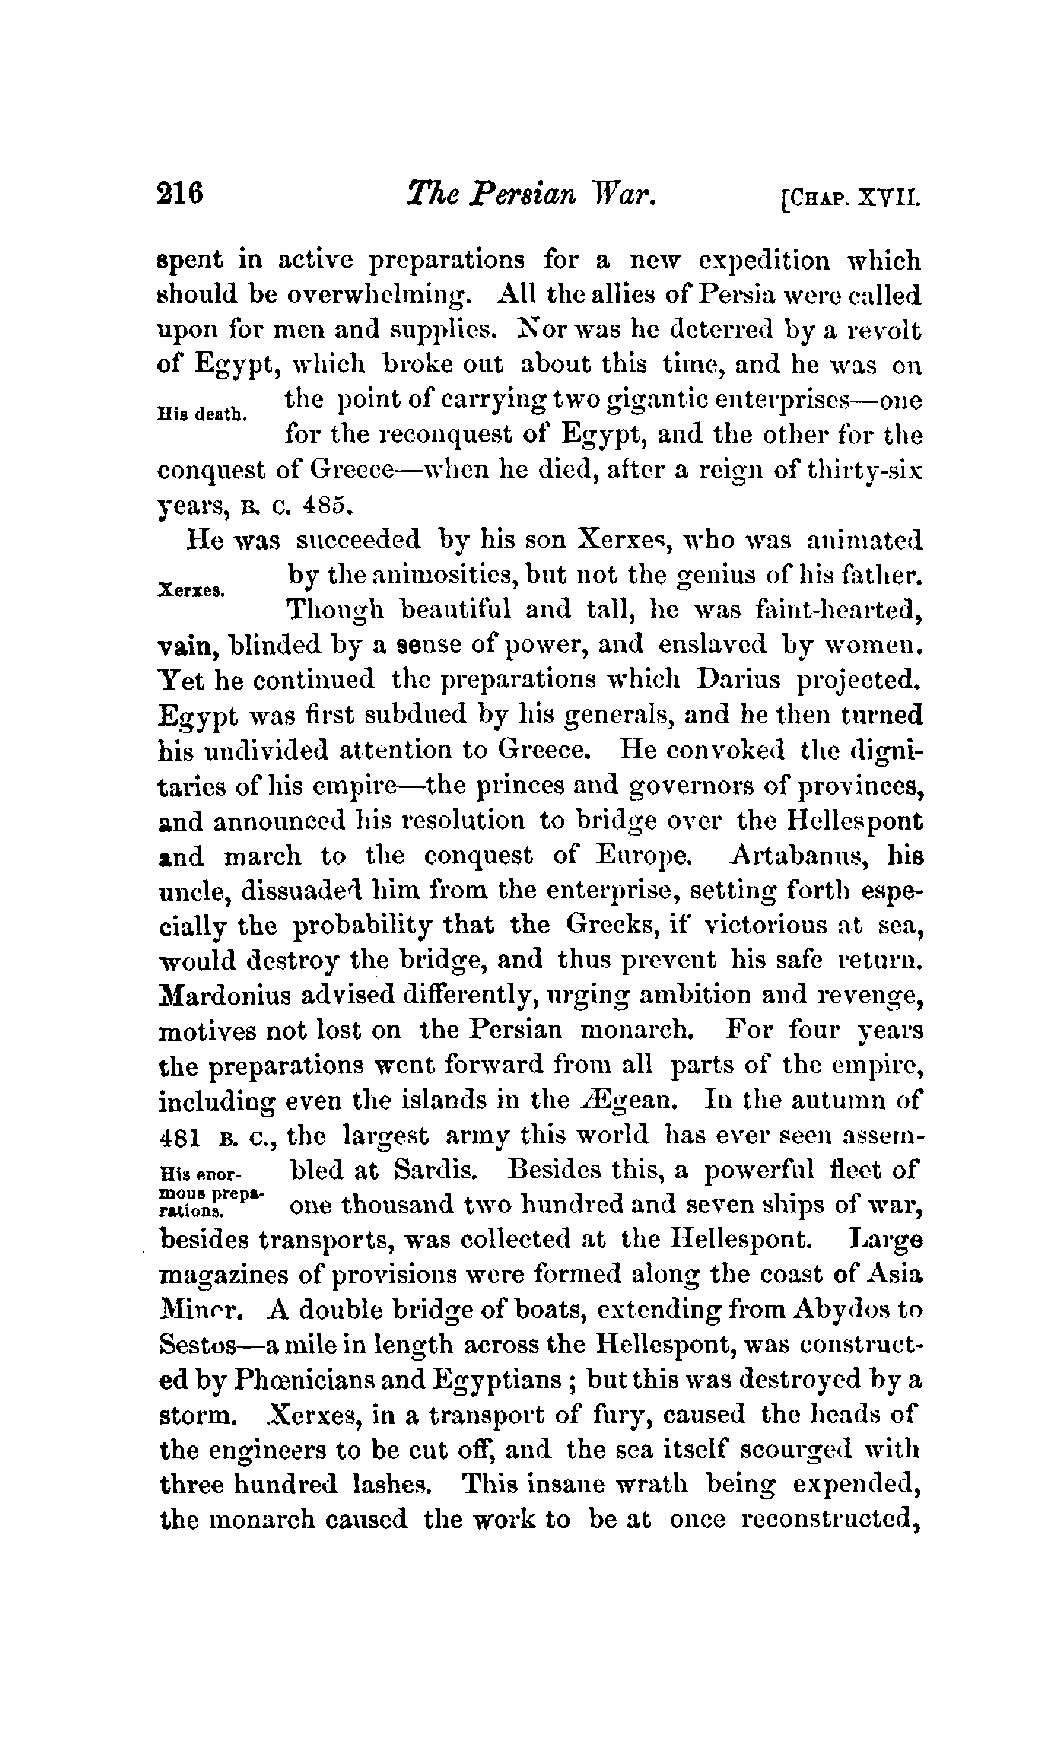 216 The Persian War. [CHAP. XVII.
spent in active preparations for a new expedition which
should be overwhelming. All the allies of Persia were called
upon for men and supplies. Nor was he deterred by a revolt
of Egypt, which broke out about this time, and he was on
His death.
the point of carrying two gigantic enterprises—one
for the reconquest of Egypt, and the other for the
conquest of Greece—when he died, after a reign of thirty-six
years, B. C. 485.
He was succeeded by his son Xerxes, who was animated
Xerxes.
by the animosities, but not the genius of his father.
Though beautiful and tall, he was faint-hearted,
vain, blinded by a sense of power, and enslaved by women.
Yet he continued the preparations which Darius projected.
Egypt was first subdued by his generals, and he then turned
his undivided attention to Greece. He convoked the digni-
taries of his empire—the princes and governors of provinces,
and announced his resolution to bridge over the Hellespont
and march to the conquest of Europe. Artabanus, his
uncle, dissuaded him from the enterprise, setting forth espe-
cially the probability that the Greeks, if victorious at sea,
would destroy the bridge, and thus prevent his safe return.
Mardonius advised differently, urging ambition and revenge,
motives not lost on the Persian monarch. For four years
the preparations went forward from all parts of the empire,
including even the islands in the Ægean. In the autumn of
481 B. C., the largest army this world has ever seen assem-
His enor-
mous prepa-
rations.
bled at Sardis. Besides this, a powerful fleet of
one thousand two hundred and seven ships of war,
besides transports, was collected at the Hellespont. Large
magazines of provisions were formed along the coast of Asia
Minor. A double bridge of boats, extending from Abydos to
Sestos—a mile in length across the Hellespont, was construct-
ed by Phœnicians and Egyptians ; but this was destroyed by a
storm. Xerxes, in a transport of fury, caused the heads of
the engineers to be cut off, and the sea itself scourged with
three hundred lashes. This insane wrath being expended,
the monarch caused the work to be at once reconstructed,